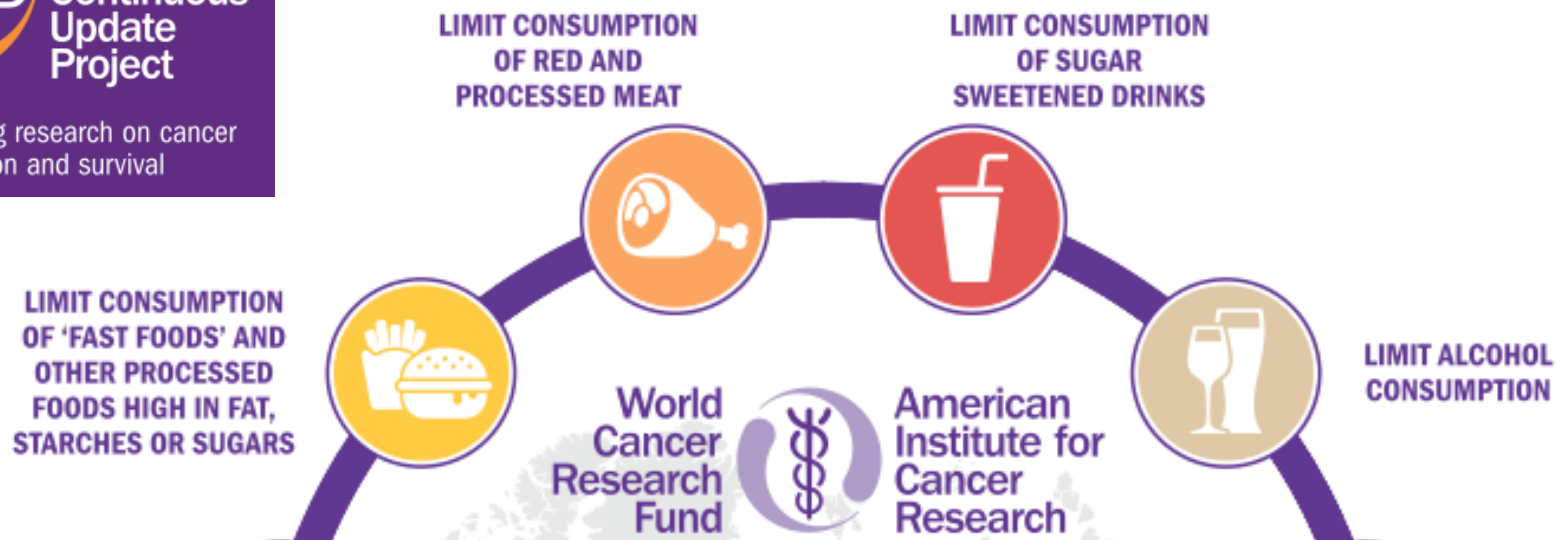 Update
Project
research on cancer
and survival
LIMIT CONSUMPTION
OF RED AND
PROCESSED MEAT
LIMIT CONSUMPTION
OF SUGAR
SWEETENED DRINKS
LIMIT CONSUMPTION
OF ‘FAST FOODS’ AND
OTHER PROCESSED
FOODS HIGH IN FAT,
STARCHES OR SUGARS
LIMIT ALCOHOL
CONSUMPTION
World
Cancer
Research
Fund
American
Institute for
Cancer
Research